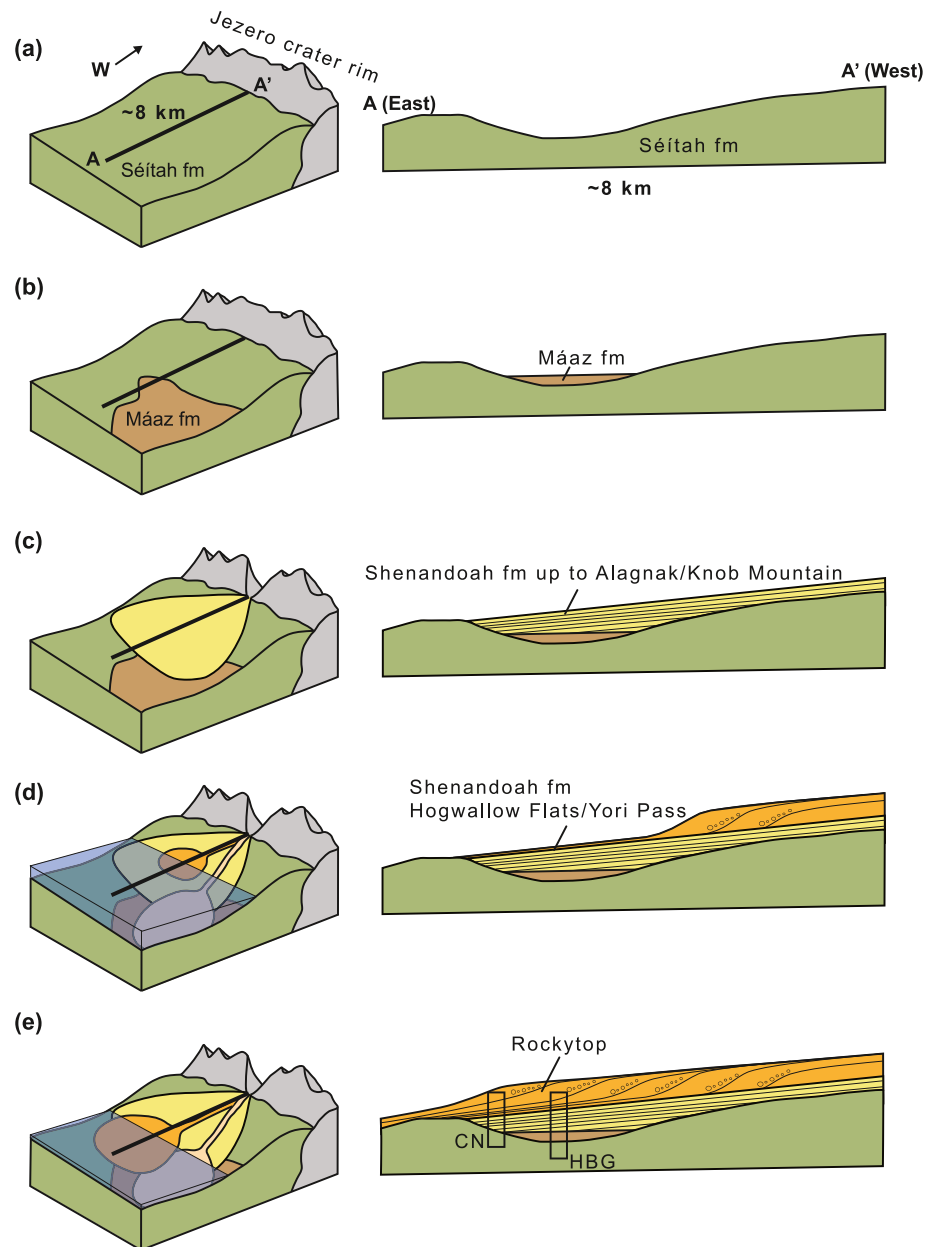 (a)
Jezero crater rim
W
A'
~8 km
A
Séítah fm
A (East)
A' (West)
Séítah fm
~8 km
(b)
Máaz fm
Máaz fm
(c)
Shenandoah fm up to Alagnak/Knob Mountain
(d)
Shenandoah fm
Hogwallow Flats/Yori Pass
(e)
Rockytop
CN
HBG